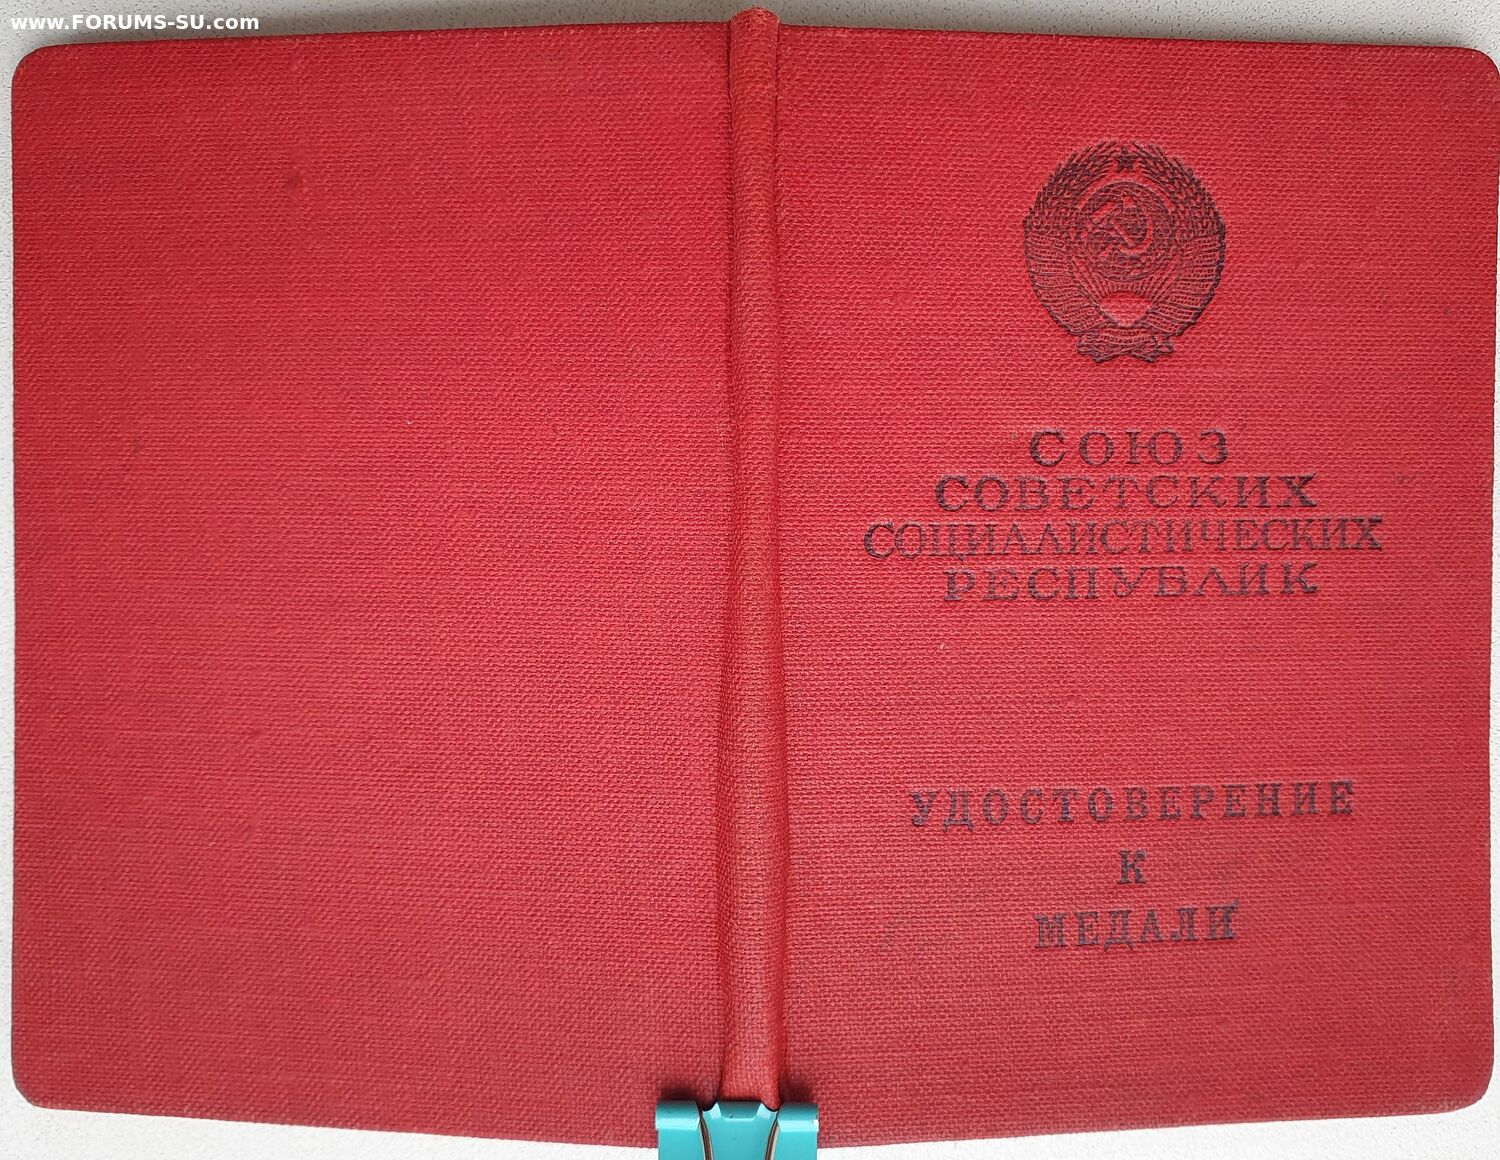 www.FORUMS-SU.com
СОЮЗ
СОВЕТСКИХ
СОЦИАЛИСТИЧЕСКИХ
РЕСПУБЛИК
УДОСТОВЕРЕНИЕ
К
МЕДАЛИ